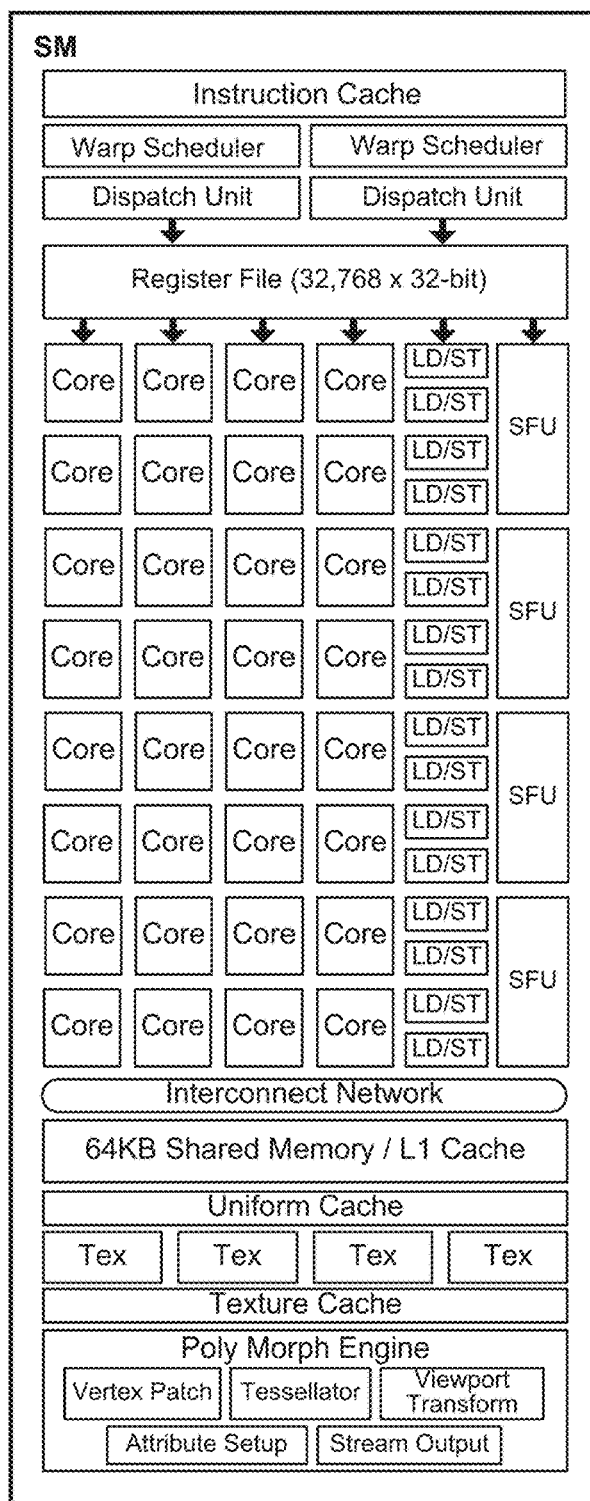 SM
Instruction Cache
Warp Scheduler Warp Scheduler
Dispatch Unit Dispatch Unit
Register File (32,768 x 32-bit)
Core Core Core Core LD/ST LD/ST SFU
Core Core Core Core LD/ST LD/ST
Core Core Core Core LD/ST LD/ST SFU
Core Core Core Core LD/ST LD/ST
Core Core Core Core LD/ST LD/ST SFU
Core Core Core Core LD/ST LD/ST
Core Core Core Core LD/ST LD/ST SFU
Core Core Core Core LD/ST LD/ST
Interconnect Network
64KB Shared Memory / L1 Cache
Uniform Cache
Tex Tex Tex Tex
Texture Cache
Poly Morph Engine
Vertex Patch Tessellator Viewport Transform
Attribute Setup Stream Output